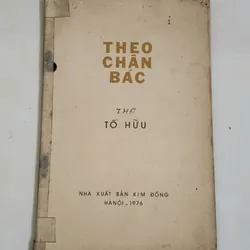 THEO
CHÂN
BÁC
THƠ
TỐ HỮU
NHÀ XUẤT BẢN KIM ĐỒNG
HÀNỘI - 1976